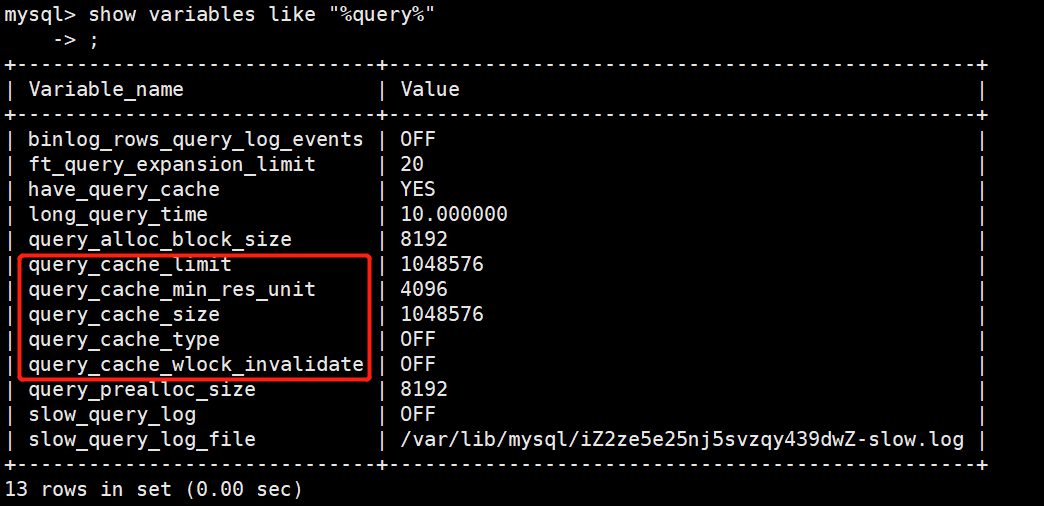 mysql> show variables like "%query%"
    -> ;
+------------------------------+-------------------------------------------------+
| Variable_name                | Value                                           |
+------------------------------+-------------------------------------------------+
| binlog_rows_query_log_events | OFF                                             |
| ft_query_expansion_limit     | 20                                              |
| have_query_cache             | YES                                             |
| long_query_time              | 10.000000                                       |
| query_alloc_block_size       | 8192                                            |
| query_cache_limit            | 1048576                                         |
| query_cache_min_res_unit     | 4096                                            |
| query_cache_size             | 1048576                                         |
| query_cache_type             | OFF                                             |
| query_cache_wlock_invalidate | OFF                                             |
| query_prealloc_size          | 8192                                            |
| slow_query_log               | OFF                                             |
| slow_query_log_file          | /var/lib/mysql/iZ2ze5e25nj5svzqy439dwZ-slow.log |
+------------------------------+-------------------------------------------------+
13 rows in set (0.00 sec)